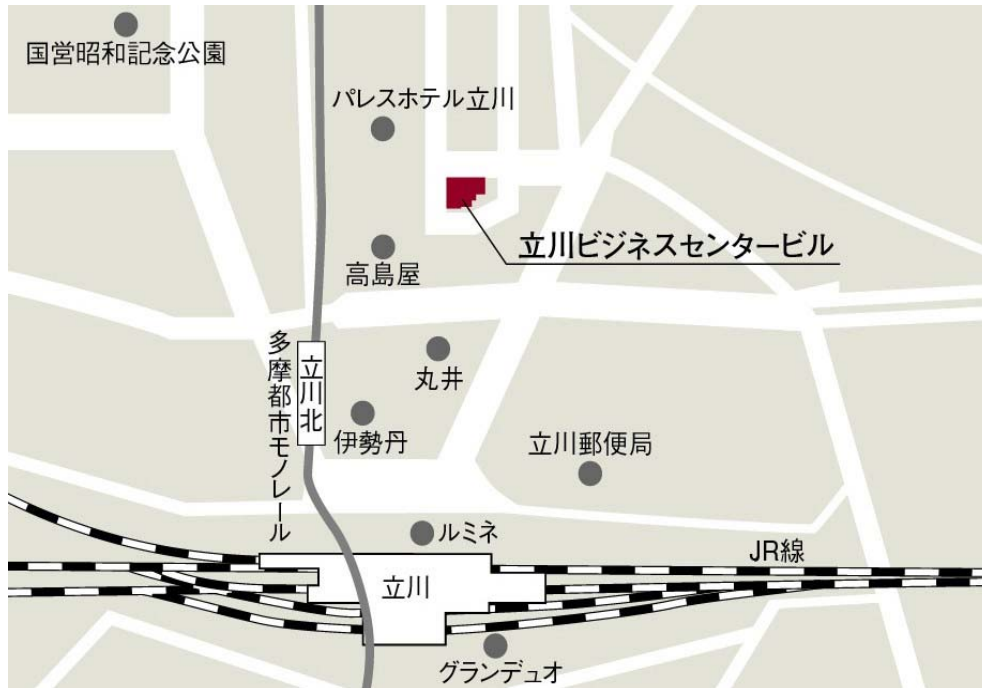 国営昭和記念公園
パレスホテル立川
立川ビジネスセンタービル
高島屋
多摩都市モノレール
立川北
丸井
伊勢丹
立川郵便局
ルミネ
JR線
立川
グランデュオ